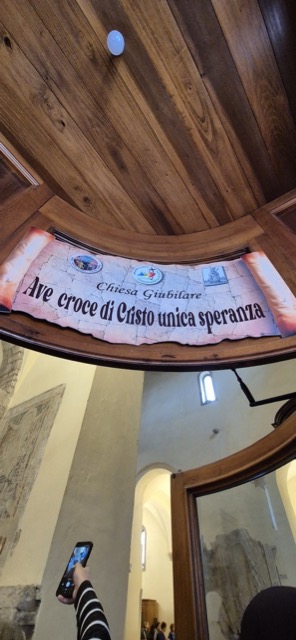 Chiesa Giubilare
Ave croce di Cristo unica speranza